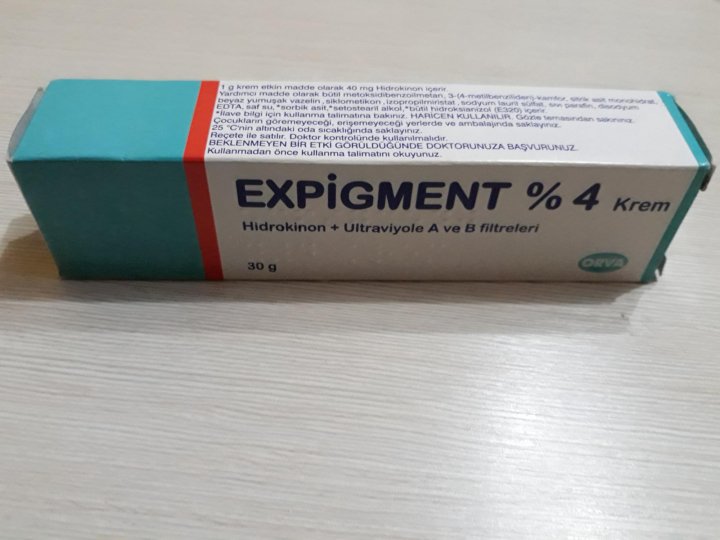 1 g krem etkin madde olarak 40 mg Hidrokinon içerir.
Yardımcı madde olarak bütil metoksidibenzoilmetan, 3-(4-metilbenziliden)-kamfor, sitrik asit monohidrat,
beyaz yumuşak vazelin, siklometikon, izopropilmiristat, sodyum lauril sülfat, sıvı parafin, disodyum
EDTA, saf su, *sorbik asit,*setostearil alkol,*bütil hidroksianizol (E320) içerir.
*İlave bilgi için kullanma talimatına bakınız. HARİCEN KULLANILIR. Gözle temasından sakınınız.
Çocukların göremeyeceği, erişemeyeceği yerlerde ve ambalajında saklayınız.
25 °C'nin altındaki oda sıcaklığında saklayınız.
Reçete ile satılır. Doktor kontrolünde kullanılmalıdır.
BEKLENMEYEN BİR ETKİ GÖRÜLDÜĞÜNDE DOKTORUNUZA BAŞVURUNUZ.
Kullanmadan önce kullanma talimatını okuyunuz.
EXPiGMENT % 4 Krem
Hidrokinon + Ultraviyole A ve B filtreleri
30 g
ORVA